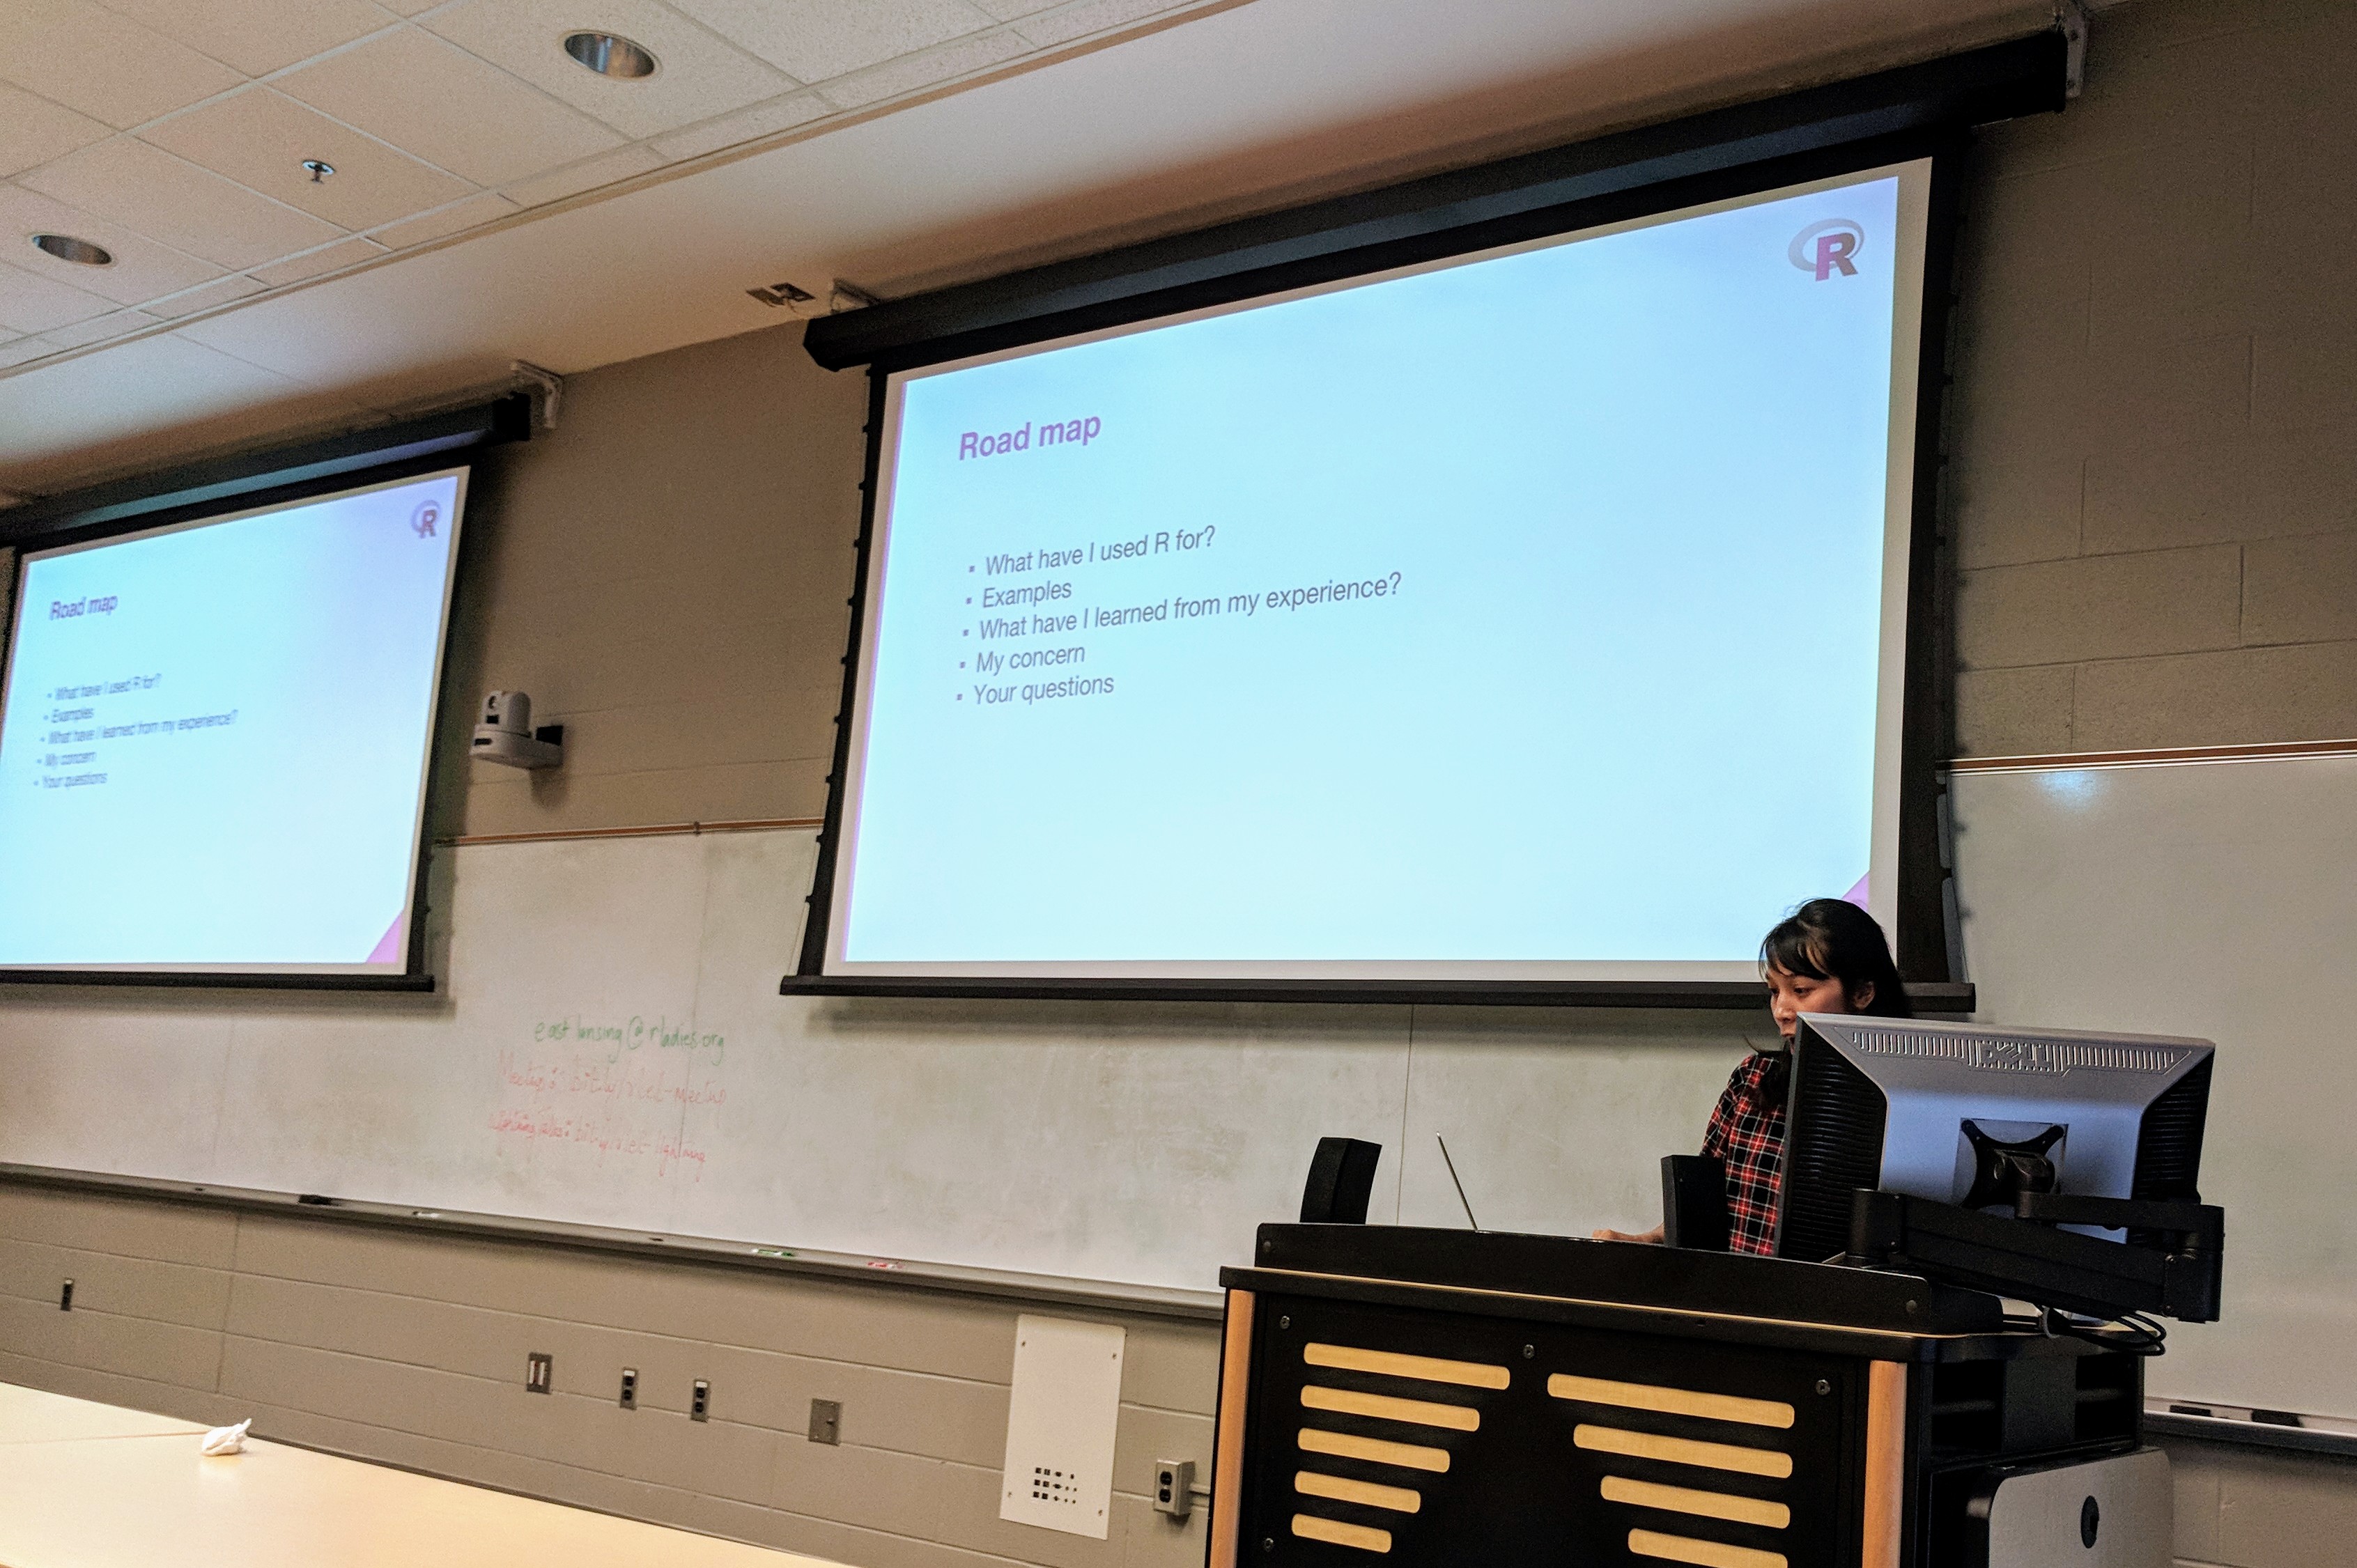 R
Road map
What have I used R for?
Examples
What have I learned from my experience?
My concern
Your questions
R
Road map
What have I used R for?
Examples
What have I learned from my experience?
My concern
Your questions
east lansing@rladies.org
Meetup: bit.ly/rlel-meetup
bit.ly/rlel-lightning
DELL